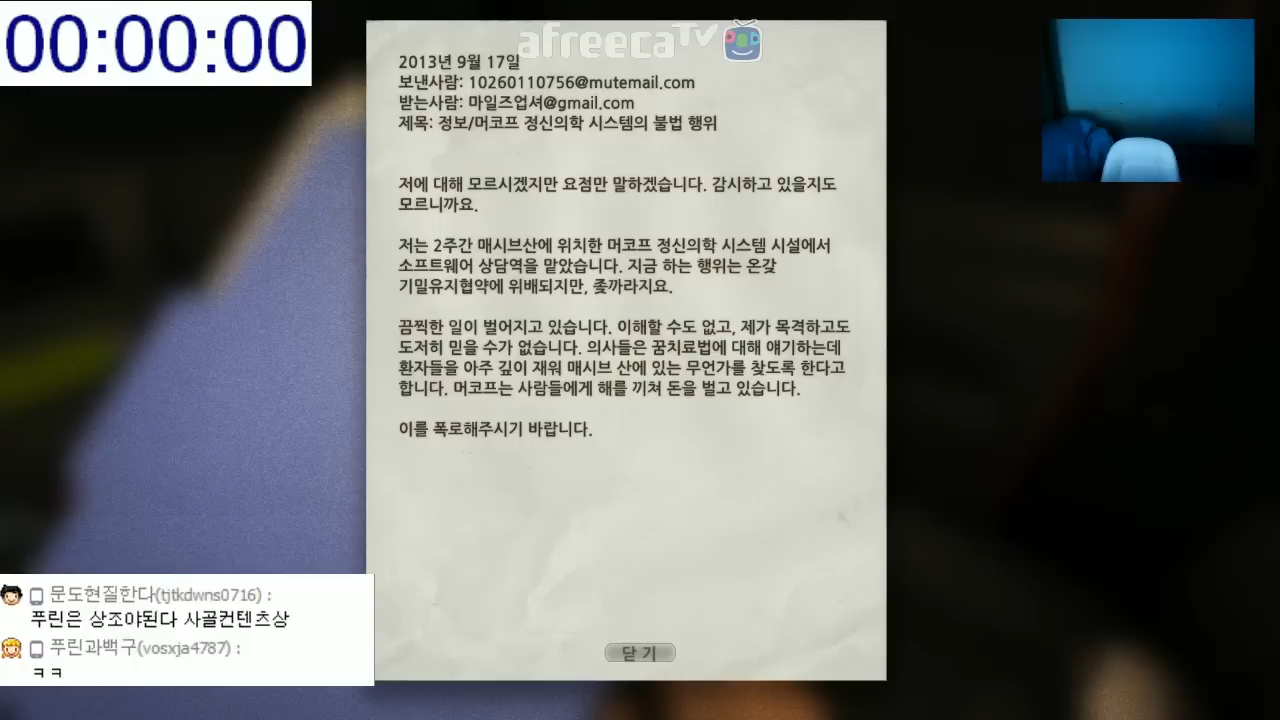 00:00:00
afreecaTV
2013년 9월 17일
보낸사람: 10260110756@mutemail.com
받는사람: 마일즈업셔@gmail.com
제목: 정보/머코프 정신의학 시스템의 불법 행위
저에 대해 모르시겠지만 요점만 말하겠습니다. 감시하고 있을지도
모르니까요.
저는 2주간 매시브산에 위치한 머코프 정신의학 시스템 시설에서
소프트웨어 상담역을 맡았습니다. 지금 하는 행위는 온갖
기밀유지협약에 위배되지만, 좆까라지요.
끔찍한 일이 벌어지고 있습니다. 이해할 수도 없고, 제가 목격하고도
도저히 믿을 수가 없습니다. 의사들은 꿈치료법에 대해 얘기하는데
환자들을 아주 깊이 재워 매시브 산에 있는 무언가를 찾도록 한다고
합니다. 머코프는 사람들에게 해를 끼쳐 돈을 벌고 있습니다.
이를 폭로해주시기 바랍니다.
닫기
문도현질한다(tjtkdwns0716) :
푸린은 상조야된다 사골컨텐츠상
푸린과백구(vosxja4787) :
ㅋㅋ